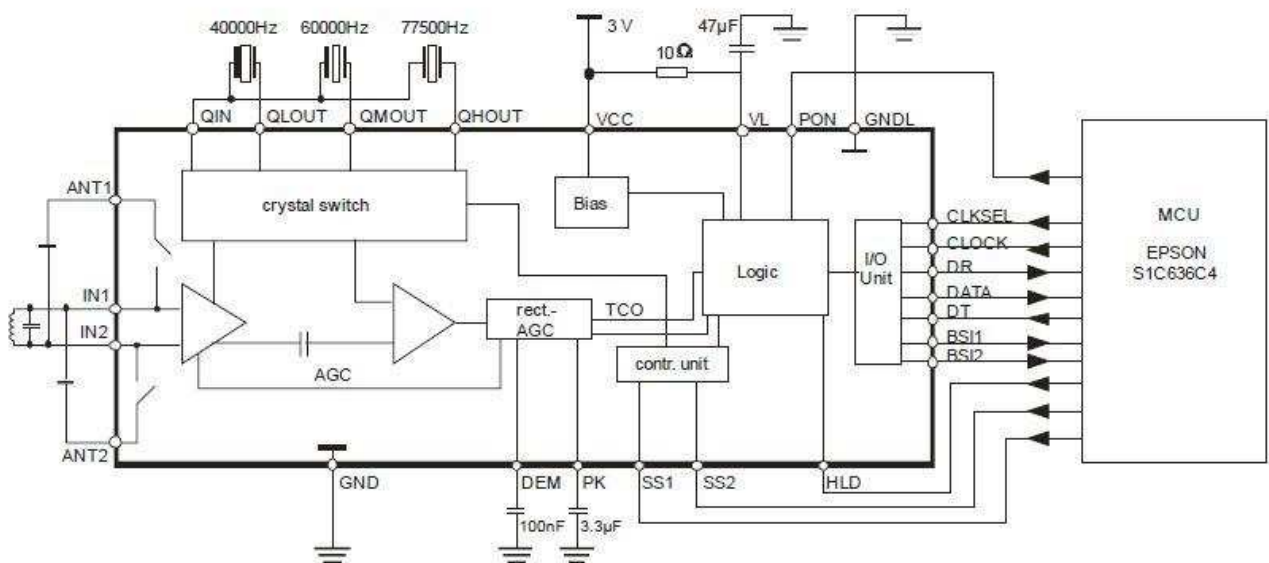 40000Hz 60000Hz 77500Hz
3 V
47µF
10Ω
QIN QLOUT QMOUT QHOUT VCC VL PON GNDL
ANT1
crystal switch
Bias
MCU
EPSON
S1C636C4
CLKSEL
CLOCK
DR
DATA
DT
BSI1
BSI2
Logic
I/O
Unit
IN1
IN2
rect.-
AGC
TCO
contr. unit
AGC
ANT2
GND DEM PK SS1 SS2 HLD
100nF 3.3µF